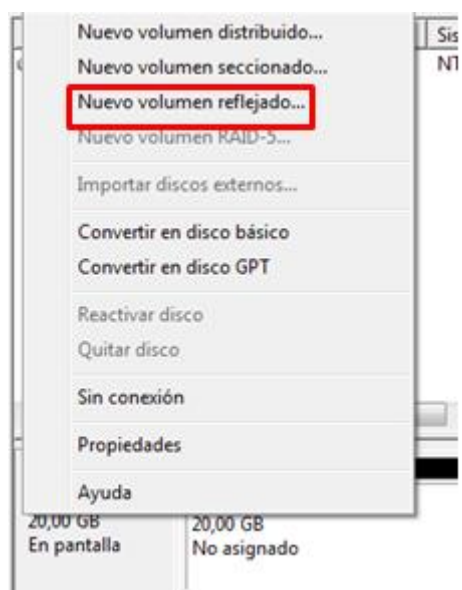 Nuevo volumen distribuido...
Sis
Nuevo volumen seccionado...
NT
Nuevo volumen reflejado...
Nuevo volumen RAID-5...
Importar discos externos...
Convertir en disco básico
Convertir en disco GPT
Reactivar disco
Quitar disco
Sin conexión
Propiedades
Ayuda
20,00 GB
En pantalla
20,00 GB
No asignado